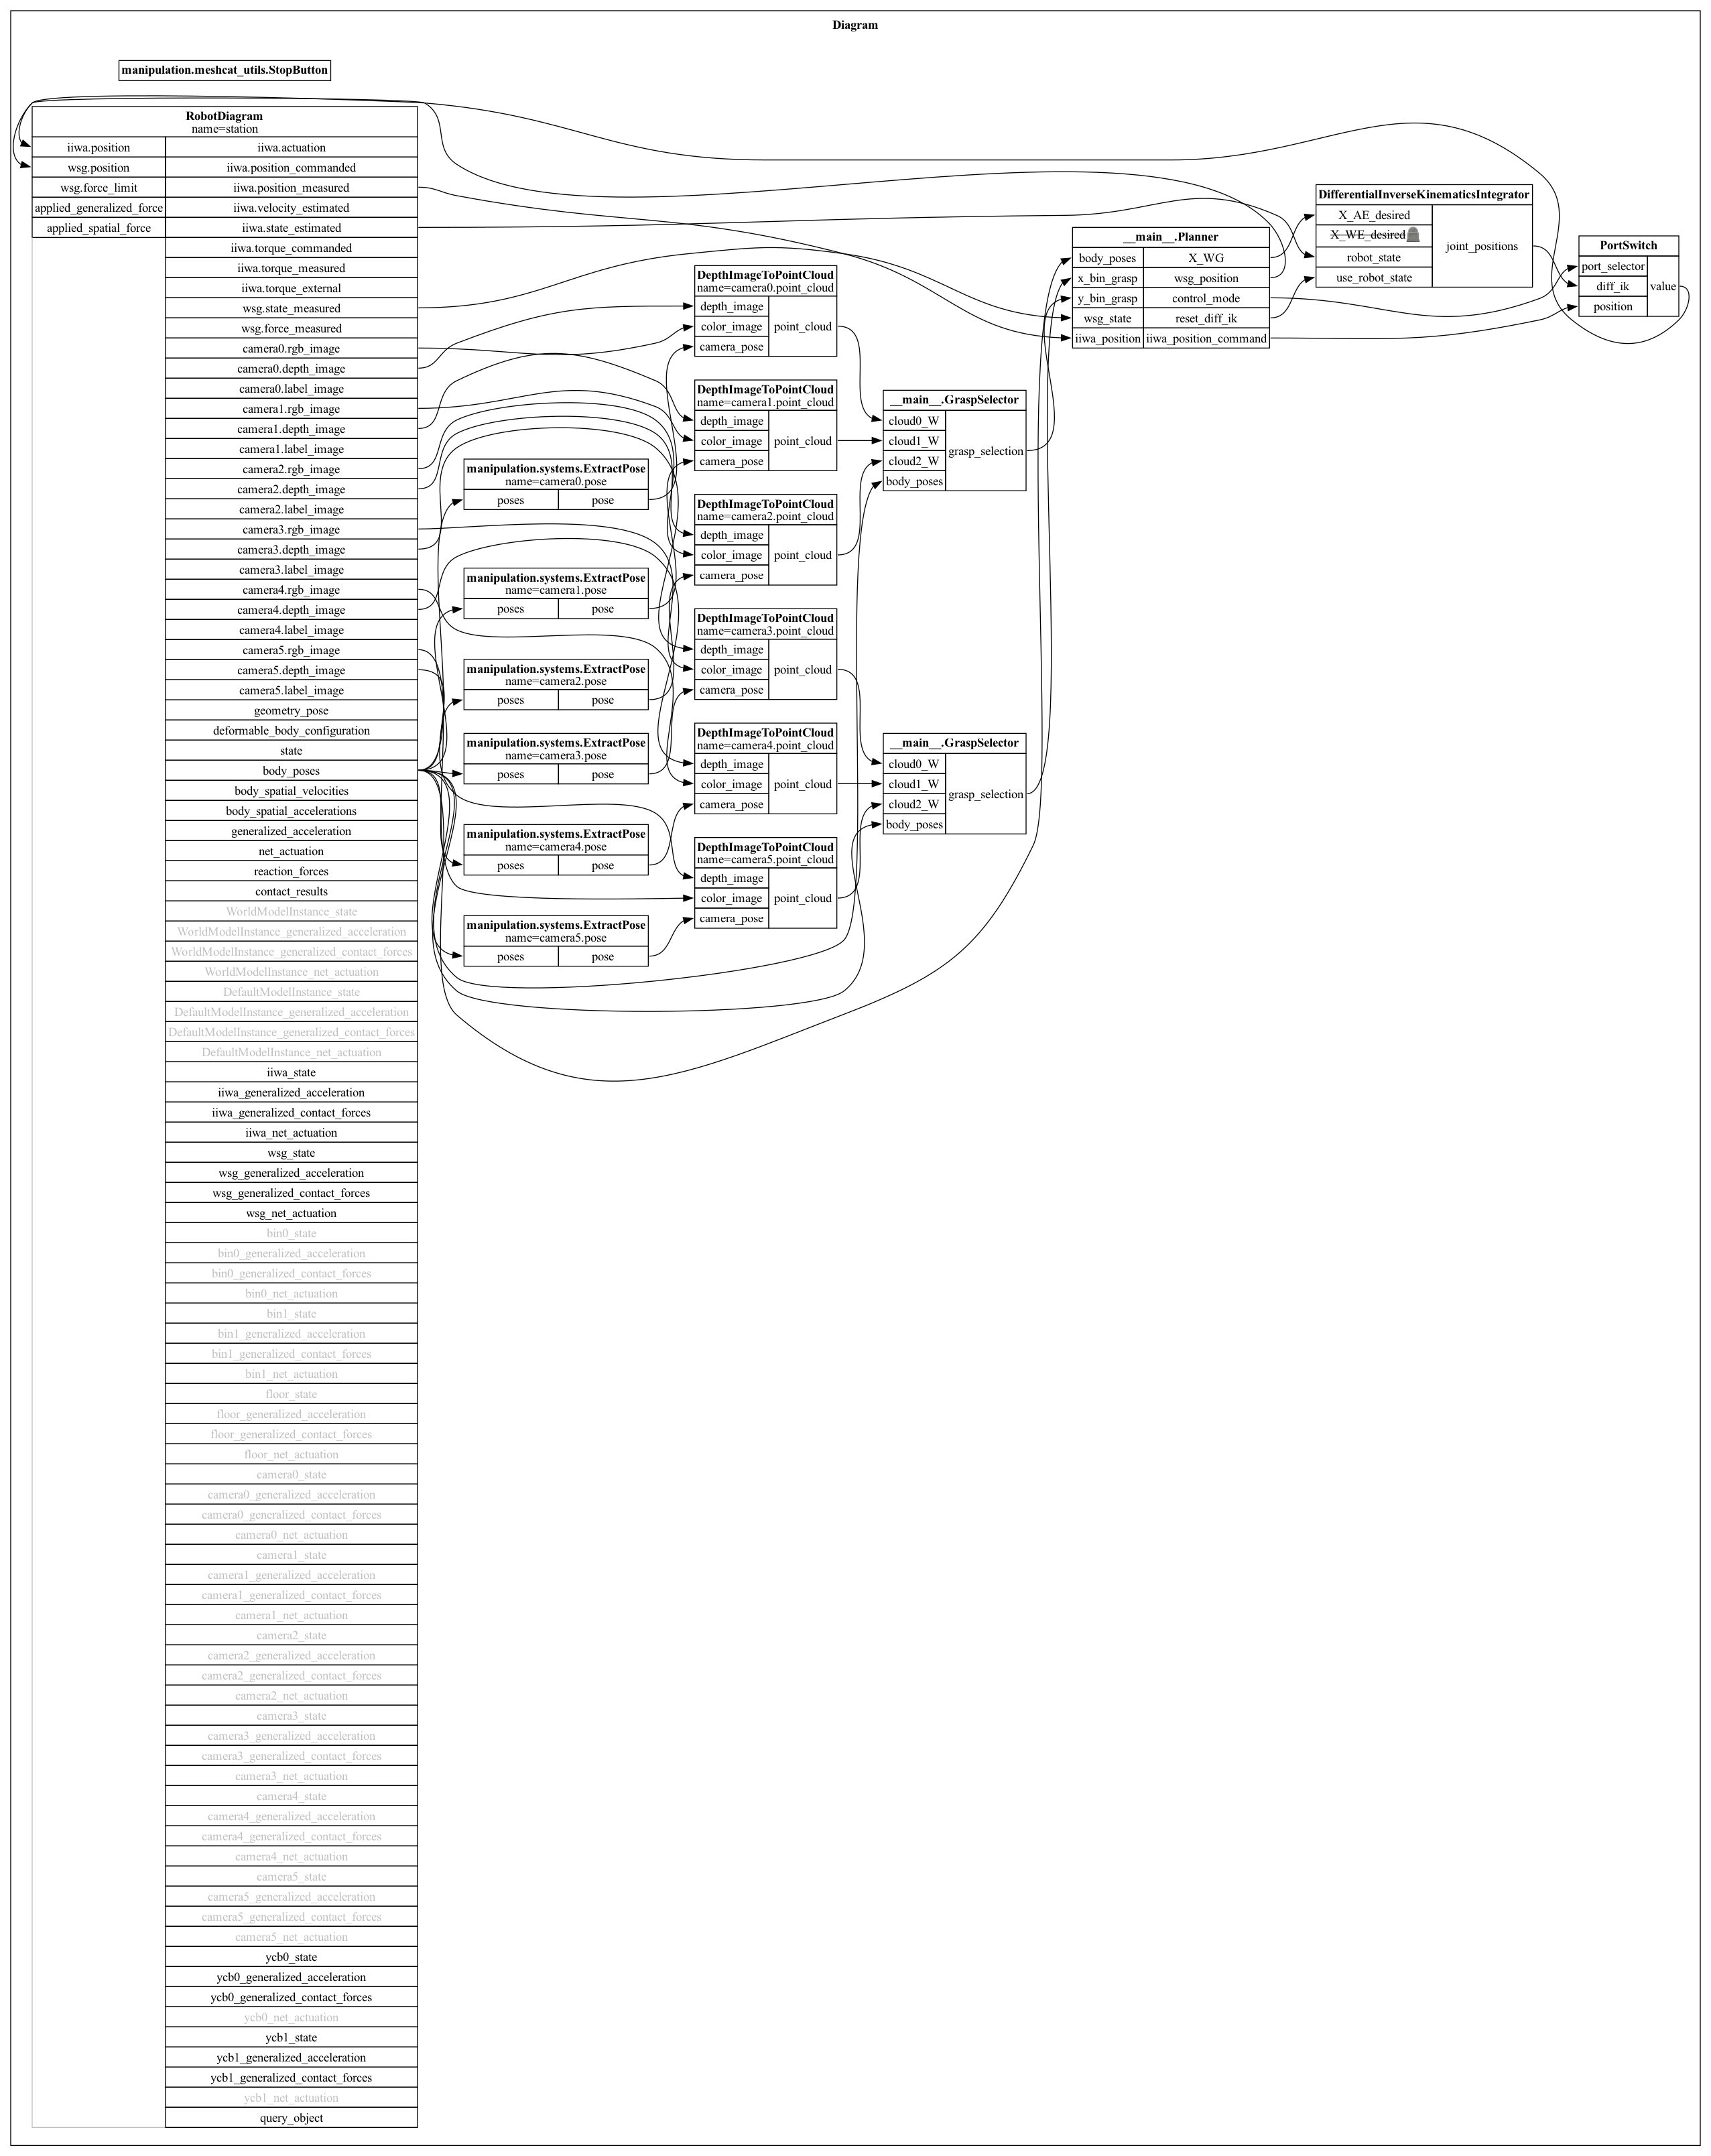 Diagram
manipulation.meshcat_utils.StopButton
RobotDiagram
name=station
iiwa.position
wsg.position
wsg.force_limit
applied_generalized_force
applied_spatial_force
iiwa.actuation
iiwa.position_commanded
iiwa.position_measured
iiwa.velocity_estimated
iiwa.state_estimated
iiwa.torque_commanded
iiwa.torque_measured
iiwa.torque_external
wsg.state_measured
wsg.force_measured
camera0.rgb_image
camera0.depth_image
camera0.label_image
camera1.rgb_image
camera1.depth_image
camera1.label_image
camera2.rgb_image
camera2.depth_image
camera2.label_image
camera3.rgb_image
camera3.depth_image
camera3.label_image
camera4.rgb_image
camera4.depth_image
camera4.label_image
camera5.rgb_image
camera5.depth_image
camera5.label_image
geometry_pose
deformable_body_configuration
state
body_poses
body_spatial_velocities
body_spatial_accelerations
generalized_acceleration
net_actuation
reaction_forces
contact_results
WorldModelInstance_state
WorldModelInstance_generalized_acceleration
WorldModelInstance_generalized_contact_forces
WorldModelInstance_net_actuation
DefaultModelInstance_state
DefaultModelInstance_generalized_acceleration
DefaultModelInstance_generalized_contact_forces
DefaultModelInstance_net_actuation
iiwa_state
iiwa_generalized_acceleration
iiwa_generalized_contact_forces
iiwa_net_actuation
wsg_state
wsg_generalized_acceleration
wsg_generalized_contact_forces
wsg_net_actuation
bin0_state
bin0_generalized_acceleration
bin0_generalized_contact_forces
bin0_net_actuation
bin1_state
bin1_generalized_acceleration
bin1_generalized_contact_forces
bin1_net_actuation
floor_state
floor_generalized_acceleration
floor_generalized_contact_forces
floor_net_actuation
camera0_state
camera0_generalized_acceleration
camera0_generalized_contact_forces
camera0_net_actuation
camera1_state
camera1_generalized_acceleration
camera1_generalized_contact_forces
camera1_net_actuation
camera2_state
camera2_generalized_acceleration
camera2_generalized_contact_forces
camera2_net_actuation
camera3_state
camera3_generalized_acceleration
camera3_generalized_contact_forces
camera3_net_actuation
camera4_state
camera4_generalized_acceleration
camera4_generalized_contact_forces
camera4_net_actuation
camera5_state
camera5_generalized_acceleration
camera5_generalized_contact_forces
camera5_net_actuation
ycb0_state
ycb0_generalized_acceleration
ycb0_generalized_contact_forces
ycb0_net_actuation
ycb1_state
ycb1_generalized_acceleration
ycb1_generalized_contact_forces
ycb1_net_actuation
query_object
manipulation.systems.ExtractPose
name=camera0.pose
poses pose
manipulation.systems.ExtractPose
name=camera1.pose
poses pose
manipulation.systems.ExtractPose
name=camera2.pose
poses pose
manipulation.systems.ExtractPose
name=camera3.pose
poses pose
manipulation.systems.ExtractPose
name=camera4.pose
poses pose
manipulation.systems.ExtractPose
name=camera5.pose
poses pose
DepthImageToPointCloud
name=camera0.point_cloud
depth_image
color_image
camera_pose
point_cloud
DepthImageToPointCloud
name=camera1.point_cloud
depth_image
color_image
camera_pose
point_cloud
DepthImageToPointCloud
name=camera2.point_cloud
depth_image
color_image
camera_pose
point_cloud
DepthImageToPointCloud
name=camera3.point_cloud
depth_image
color_image
camera_pose
point_cloud
DepthImageToPointCloud
name=camera4.point_cloud
depth_image
color_image
camera_pose
point_cloud
DepthImageToPointCloud
name=camera5.point_cloud
depth_image
color_image
camera_pose
point_cloud
__main__.GraspSelector
cloud0_W
cloud1_W
cloud2_W
body_poses
grasp_selection
__main__.GraspSelector
cloud0_W
cloud1_W
cloud2_W
body_poses
grasp_selection
__main__.Planner
body_poses X_WG
x_bin_grasp wsg_position
y_bin_grasp control_mode
wsg_state reset_diff_ik
iiwa_position iiwa_position_command
DifferentialInverseKinematicsIntegrator
X_AE_desired
X_WE_desired
robot_state
use_robot_state
joint_positions
PortSwitch
port_selector
diff_ik
position
value